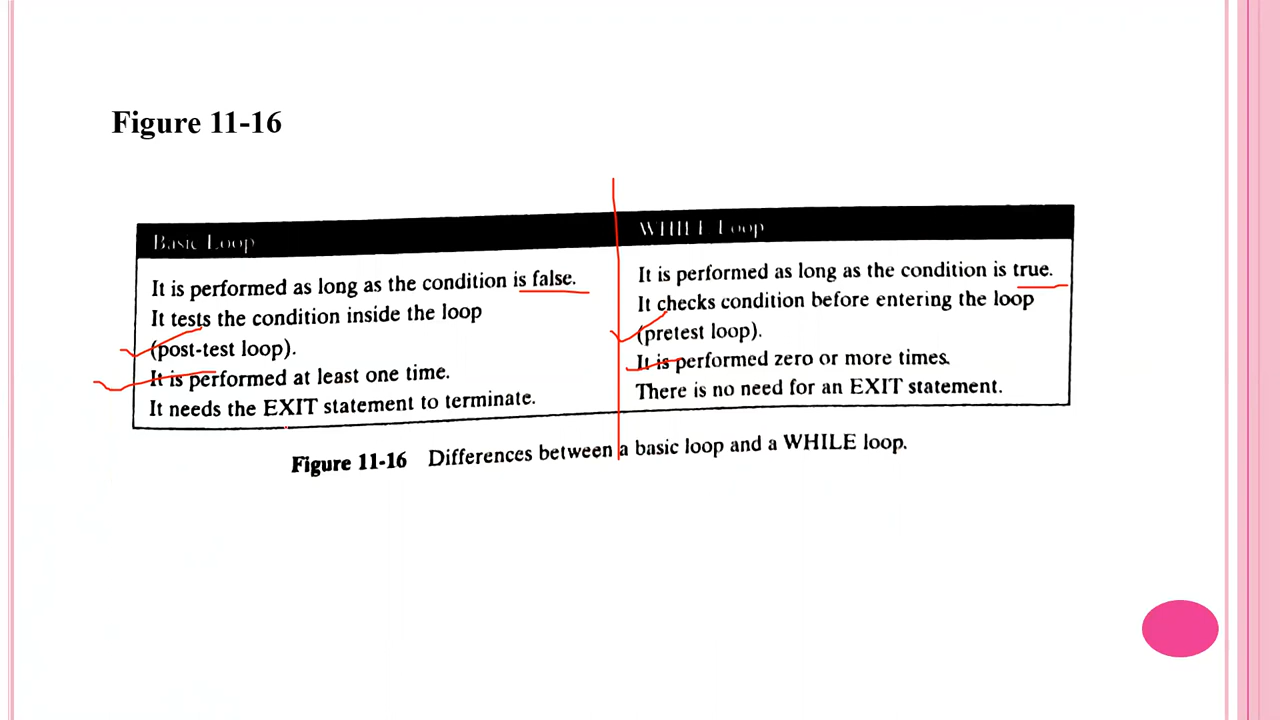 Figure 11-16
Basic Loop
It is performed as long as the condition is false.
It tests the condition inside the loop
(post-test loop).
It is performed at least one time.
It needs the EXIT statement to terminate.
WHILE Loop
It is performed as long as the condition is true.
It checks condition before entering the loop
(pretest loop).
It is performed zero or more times.
There is no need for an EXIT statement.
Figure 11-16 Differences between a basic loop and a WHILE loop.